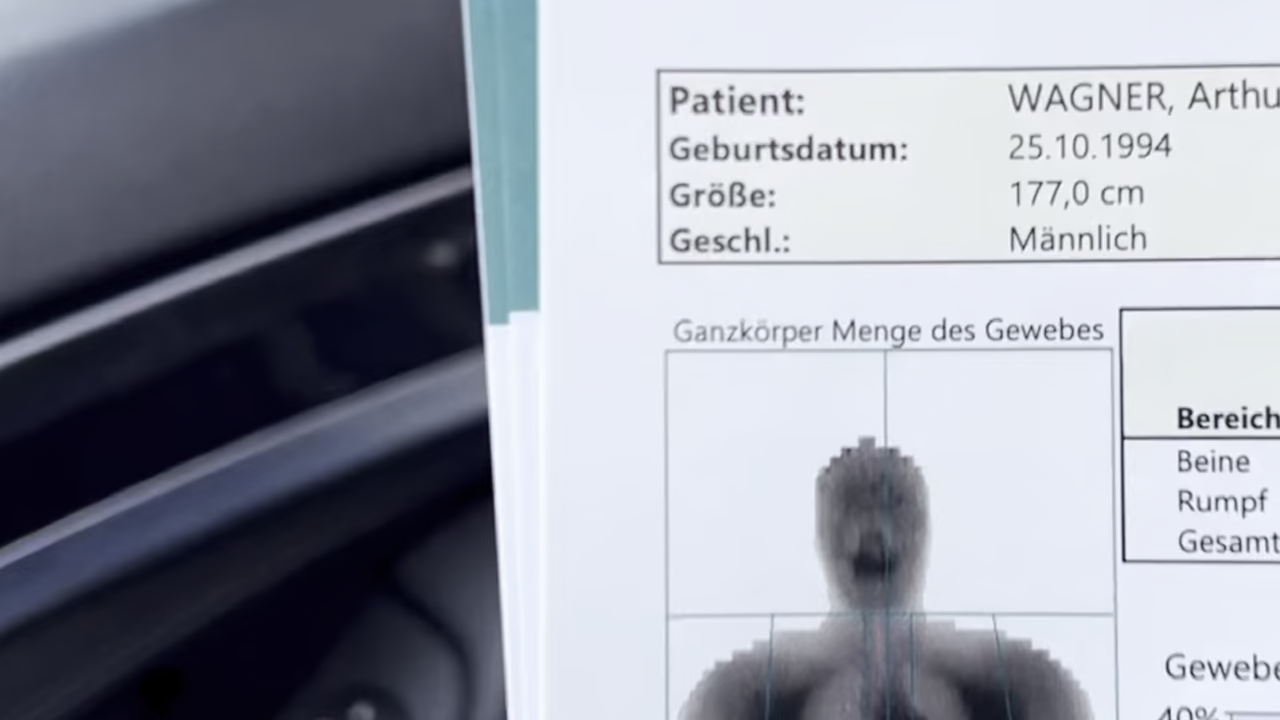 Patient: WAGNER, Arthu
Geburtsdatum: 25.10.1994
Größe: 177,0 cm
Geschl.: Männlich
Ganzkörper Menge des Gewebes
Bereich
Beine
Rumpf
Gesamt
Gewebe
40%